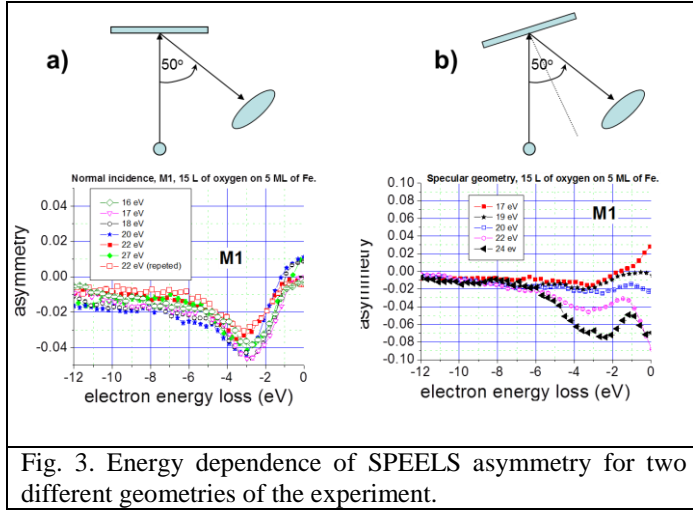 a)
50°
b)
50°
Normal incidence, M1, 15 L of oxygen on 5 ML of Fe.
16 eV
17 eV
18 eV
20 eV
22 eV
27 eV
22 eV (repeted)
M1
0.04
0.02
0.00
-0.02
-0.04
asymmetry
-12 -10 -8 -6 -4 -2 0
electron energy loss (eV)
Specular geometry, 15 L of oxygen on 5 ML of Fe.
17 eV
19 eV
20 eV
22 eV
24 ev
M1
0.10
0.08
0.06
0.04
0.02
0.00
-0.02
-0.04
-0.06
-0.08
-0.10
asymmetry
-12 -10 -8 -6 -4 -2 0
electron energy loss (eV)
Fig. 3. Energy dependence of SPEELS asymmetry for two
different geometries of the experiment.